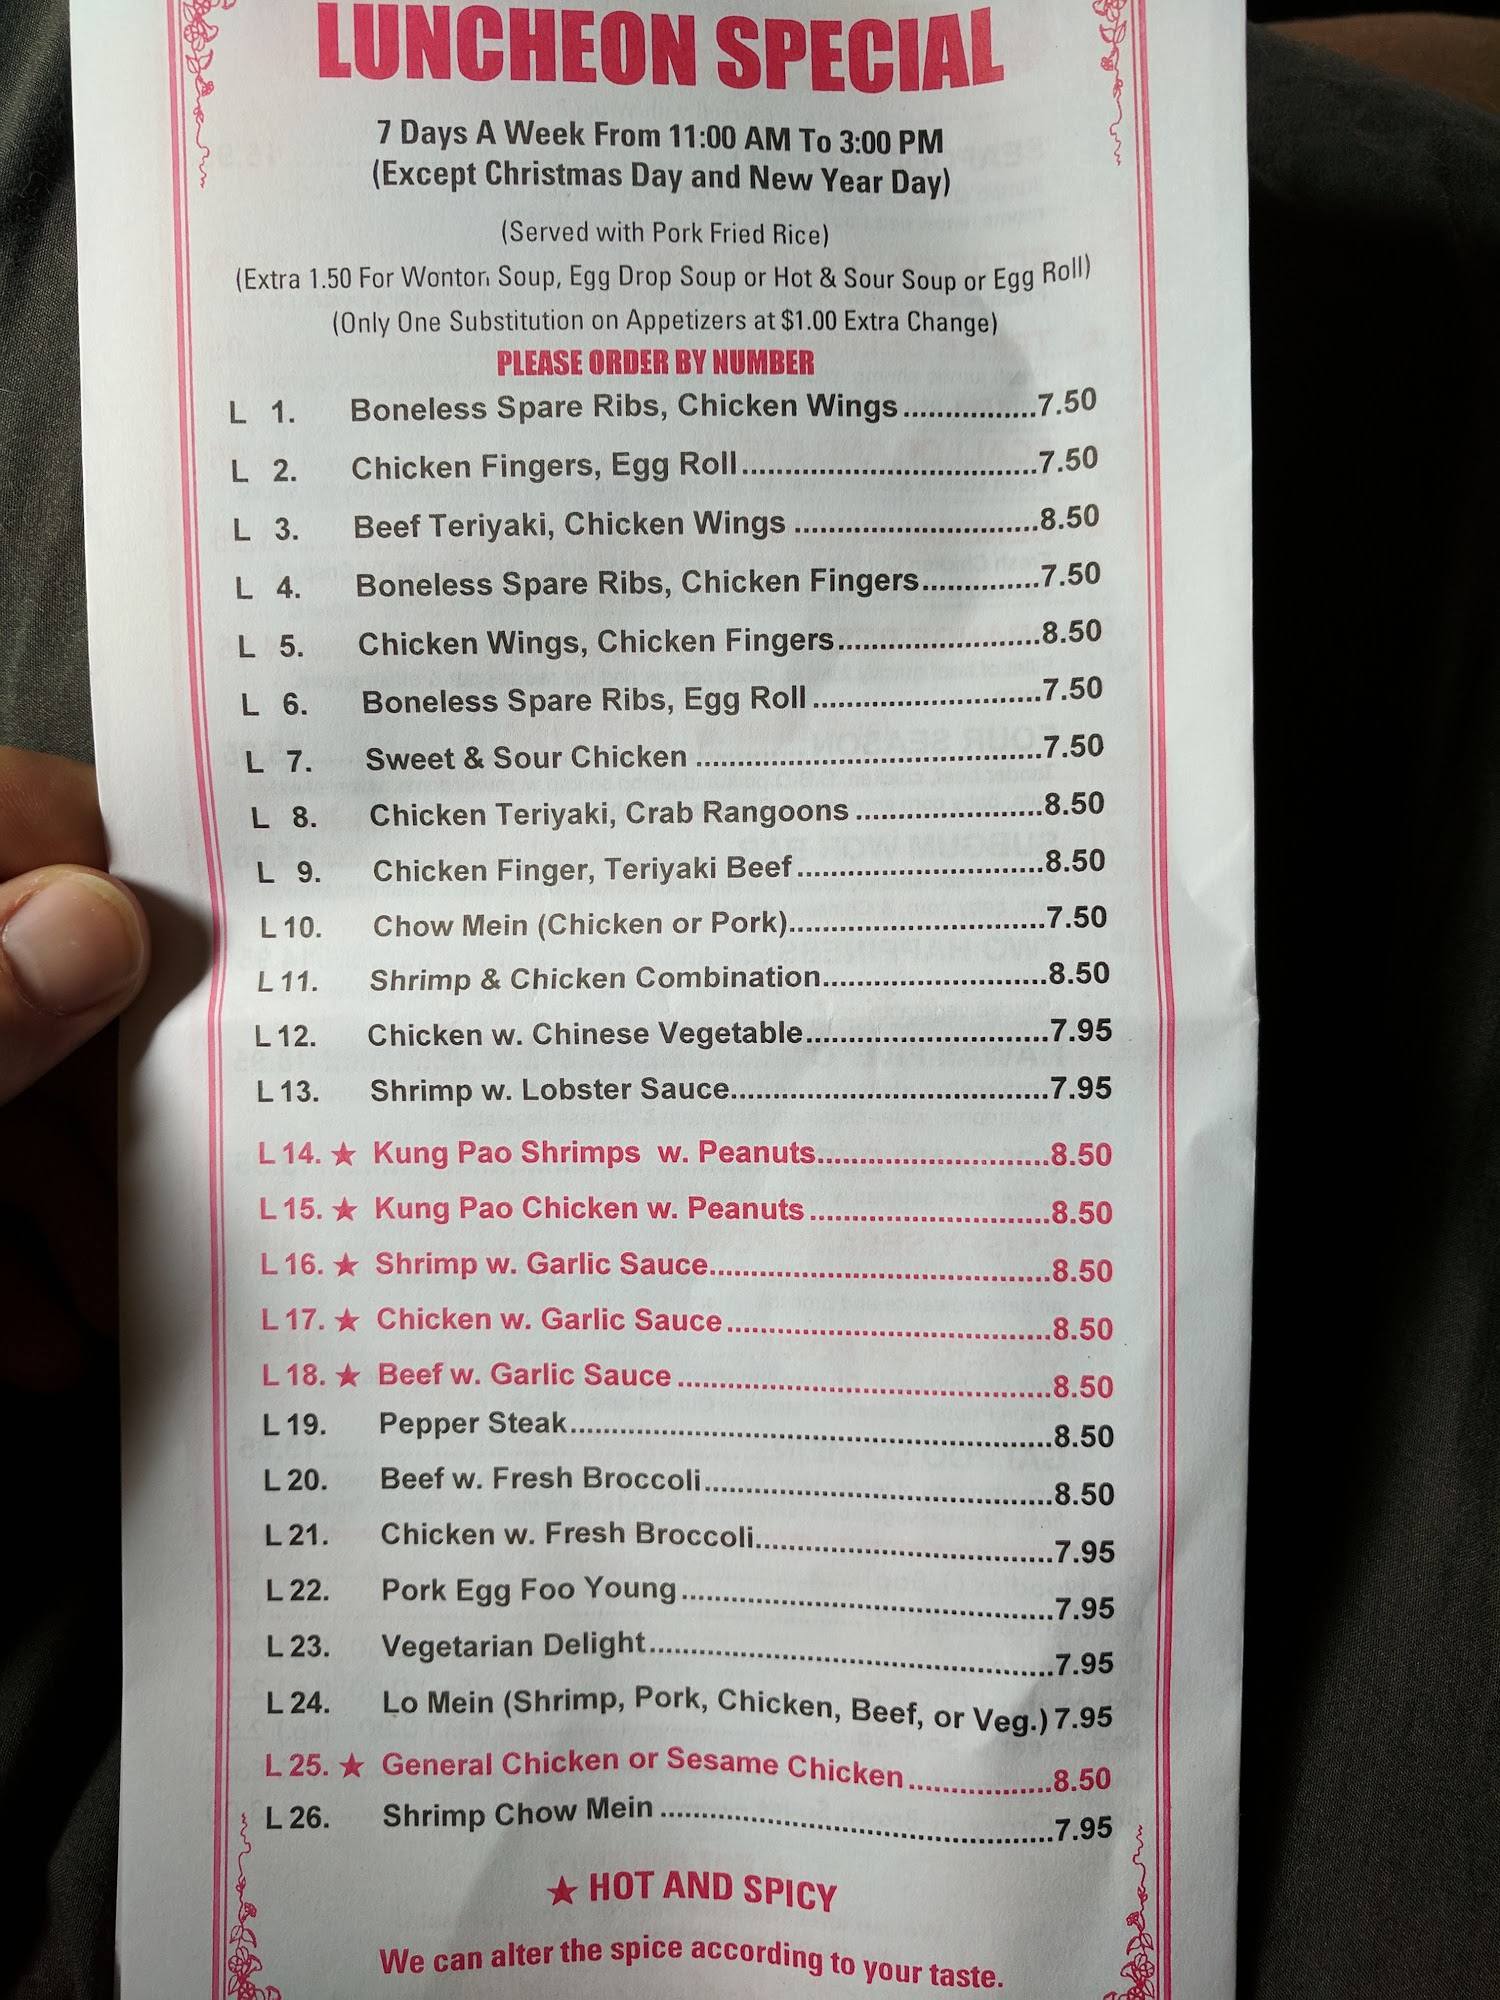 LUNCHEON SPECIAL
7 Days A Week From 11:00 AM To 3:00 PM
(Except Christmas Day and New Year Day)
(Served with Pork Fried Rice)
(Extra 1.50 For Wonton Soup, Egg Drop Soup or Hot & Sour Soup or Egg Roll)
(Only One Substitution on Appetizers at $1.00 Extra Change)
PLEASE ORDER BY NUMBER
L 1. Boneless Spare Ribs, Chicken Wings................7.50
L 2. Chicken Fingers, Egg Roll...................................7.50
L 3. Beef Teriyaki, Chicken Wings .............................8.50
L 4. Boneless Spare Ribs, Chicken Fingers..............7.50
L 5. Chicken Wings, Chicken Fingers........................8.50
L 6. Boneless Spare Ribs, Egg Roll ...........................7.50
L 7. Sweet & Sour Chicken .........................................7.50
L 8. Chicken Teriyaki, Crab Rangoons ......................8.50
L 9. Chicken Finger, Teriyaki Beef.............................8.50
L 10. Chow Mein (Chicken or Pork)..............................7.50
L 11. Shrimp & Chicken Combination...........................8.50
L 12. Chicken w. Chinese Vegetable.............................7.95
L 13. Shrimp w. Lobster Sauce......................................7.95
L 14. ★ Kung Pao Shrimps w. Peanuts............................8.50
L 15. ★ Kung Pao Chicken w. Peanuts.............................8.50
L 16. ★ Shrimp w. Garlic Sauce.........................................8.50
L 17. ★ Chicken w. Garlic Sauce.......................................8.50
L 18. ★ Beef w. Garlic Sauce ............................................8.50
L 19. Pepper Steak..........................................................8.50
L 20. Beef w. Fresh Broccoli..........................................8.50
L 21. Chicken w. Fresh Broccoli....................................7.95
L 22. Pork Egg Foo Young.............................................7.95
L 23. Vegetarian Delight.................................................7.95
L 24. Lo Mein (Shrimp, Pork, Chicken, Beef, or Veg.) 7.95
L 25. ★ General Chicken or Sesame Chicken.................8.50
L 26. Shrimp Chow Mein ...............................................7.95
★ HOT AND SPICY
We can alter the spice according to your taste.